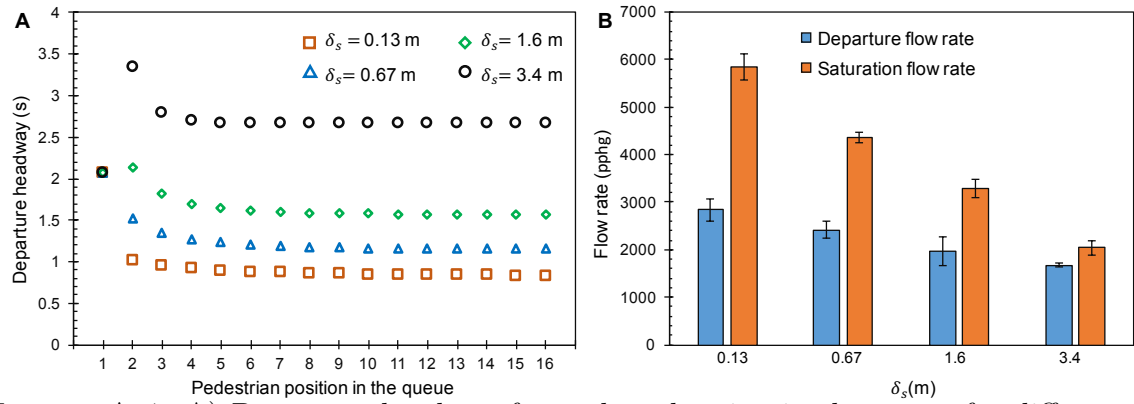 A
4
3.5
3
2.5
2
1.5
1
0.5
0
Departure headway (s)
δs = 0.13 m
δs = 1.6 m
δs= 0.67 m
δs= 3.4 m
1 2 3 4 5 6 7 8 9 10 11 12 13 14 15 16
Pedestrian position in the queue
B
7000
6000
5000
4000
3000
2000
1000
0
Flow rate (pphg)
Departure flow rate
Saturation flow rate
0.13 0.67 1.6 3.4
δs(m)